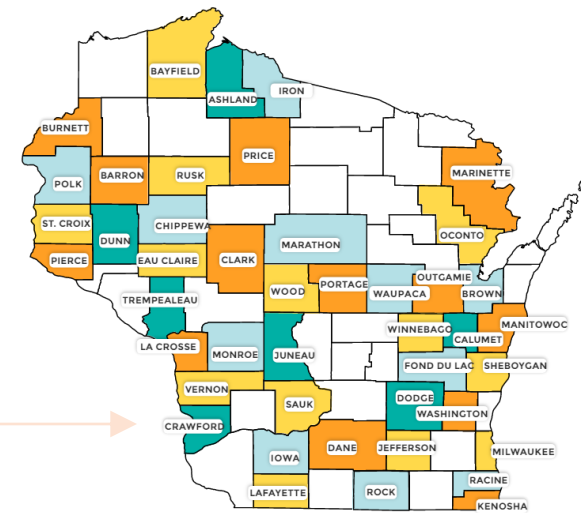 BAYFIELD
IRON
ASHLAND
BURNETT
PRICE
MARINETTE
BARRON
RUSK
POLK
ST. CROIX
CHIPPEWA
OCONTO
DUNN
MARATHON
PIERCE
EAU CLAIRE
CLARK
OUTGAMIE
PORTAGE
WOOD
WAUPACA
BROWN
TREMPEALEAU
MANITOWOC
WINNEBAGO
CALUMET
LA CROSSE
MONROE
JUNEAU
FOND DU LAC
SHEBOYGAN
VERNON
SAUK
DODGE
WASHINGTON
CRAWFORD
DANE
JEFFERSON
MILWAUKEE
IOWA
RACINE
LAFAYETTE
ROCK
KENOSHA